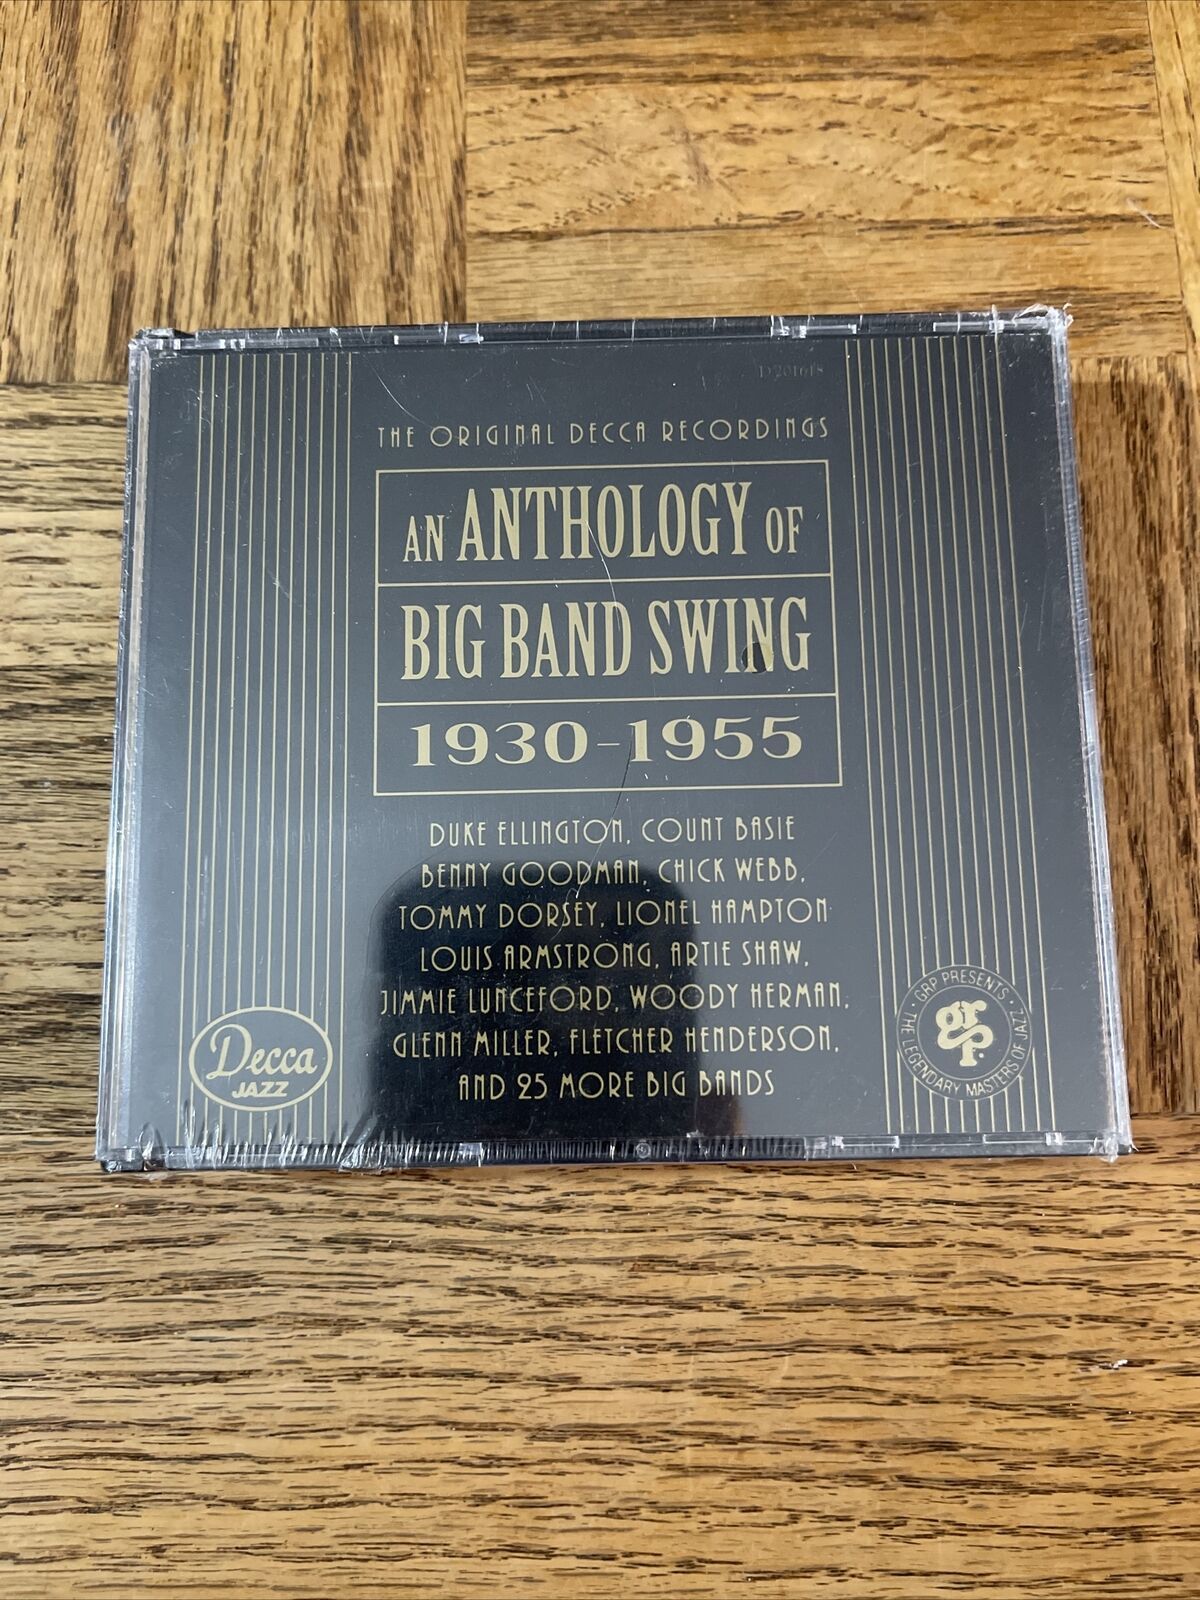 D201618
THE ORIGINAL DECCA RECORDINGS
AN ANTHOLOGY OF
BIG BAND SWING
1930-1955
DUKE ELLINGTON, COUNT BASIE
BENNY GOODMAN, CHICK WEBB,
TOMMY DORSEY, LIONEL HAMPTON
LOUIS ARMSTRONG, ARTIE SHAW,
JIMMIE LUNCEFORD, WOODY HERMAN,
GLENN MILLER, FLETCHER HENDERSON,
AND 25 MORE BIG BANDS
Decca
JAZZ
· GRP PRESENTS · THE LEGENDARY MASTERS OF JAZZ
grp